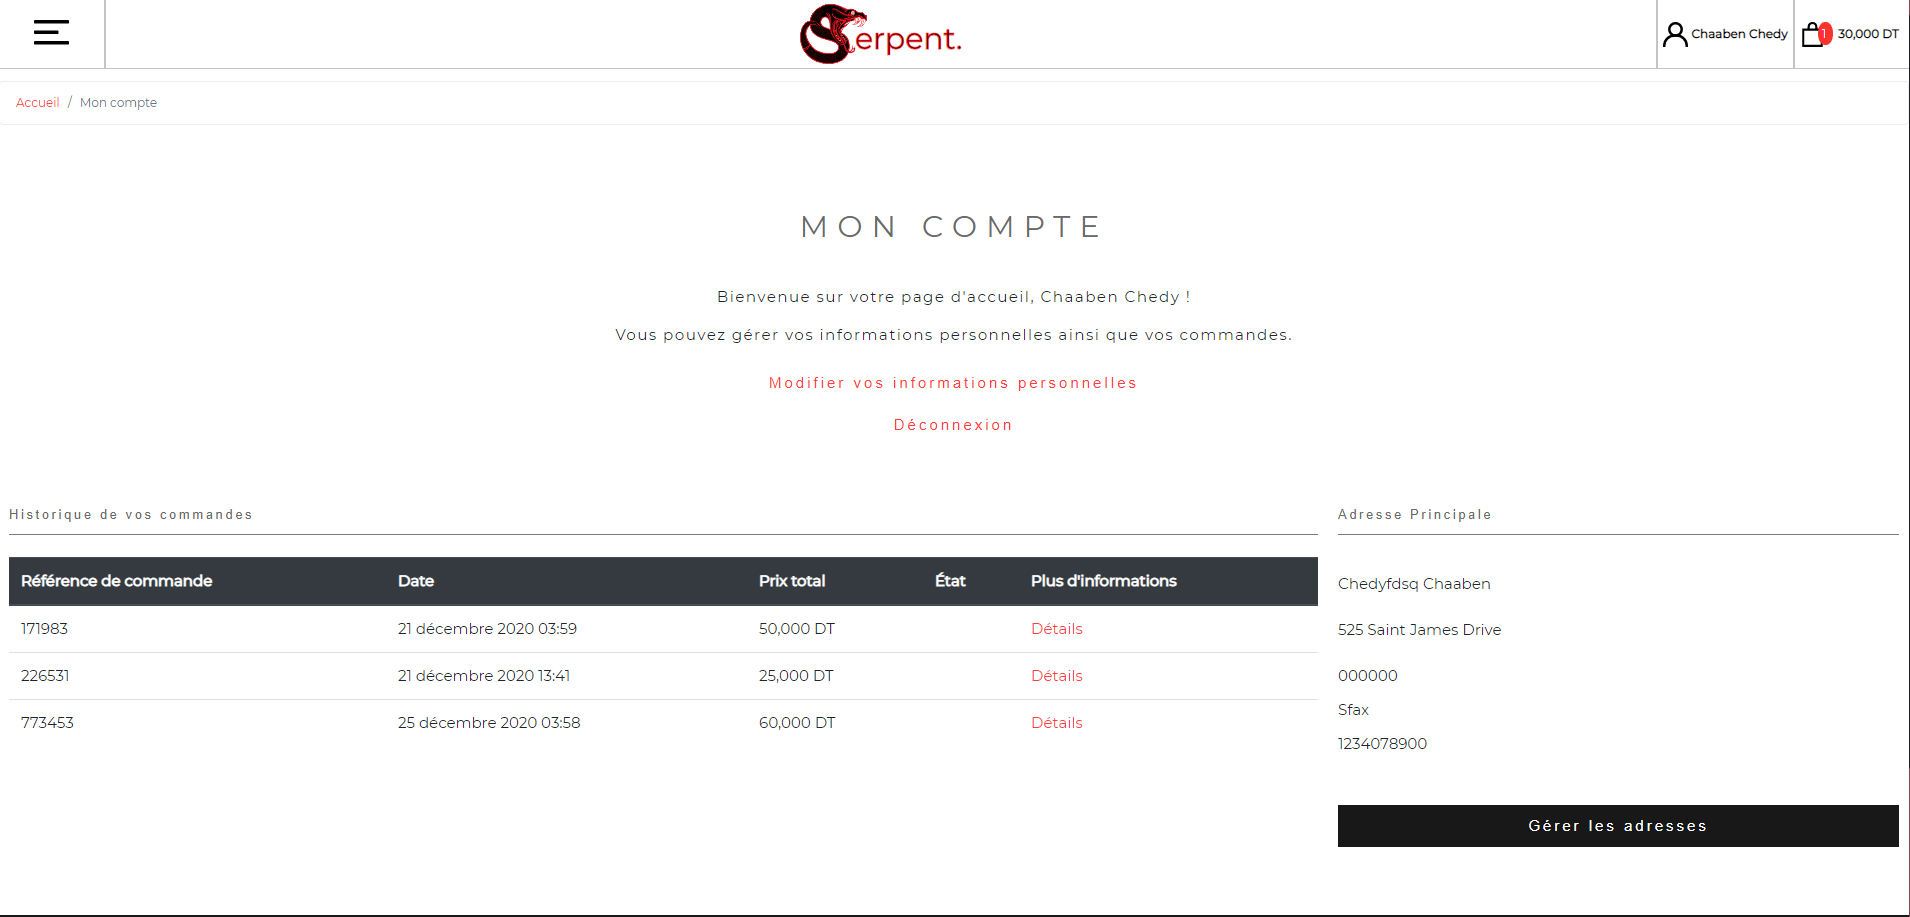 Serpent.
Chaaben Chedy
1
30,000 DT
Accueil / Mon compte
MON COMPTE
Bienvenue sur votre page d'accueil, Chaaben Chedy !
Vous pouvez gérer vos informations personnelles ainsi que vos commandes.
Modifier vos informations personnelles
Déconnexion
Historique de vos commandes
Référence de commande Date Prix total État Plus d'informations
171983 21 décembre 2020 03:59 50,000 DT Détails
226531 21 décembre 2020 13:41 25,000 DT Détails
773453 25 décembre 2020 03:58 60,000 DT Détails
Adresse Principale
Chedyfdsq Chaaben
525 Saint James Drive
000000
Sfax
1234078900
Gérer les adresses